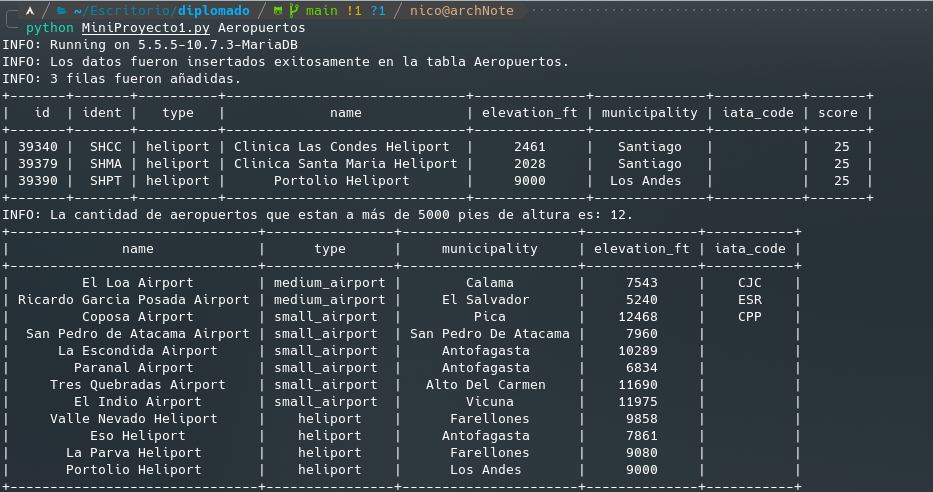 ~/Escritorio/diplomado / main !1 ?1 / nico@archNote
python MiniProyecto1.py Aeropuertos
INFO: Running on 5.5.5-10.7.3-MariaDB
INFO: Los datos fueron insertados exitosamente en la tabla Aeropuertos.
INFO: 3 filas fueron añadidas.
+-------+-------+----------+------------------------------+--------------+--------------+-----------+-------+
| id | ident | type | name | elevation_ft | municipality | iata_code | score |
+-------+-------+----------+------------------------------+--------------+--------------+-----------+-------+
| 39340 | SHCC | heliport | Clinica Las Condes Heliport | 2461 | Santiago | | 25 |
| 39379 | SHMA | heliport | Clinica Santa Maria Heliport | 2028 | Santiago | | 25 |
| 39390 | SHPT | heliport | Portolio Heliport | 9000 | Los Andes | | 25 |
+-------+-------+----------+------------------------------+--------------+--------------+-----------+-------+
INFO: La cantidad de aeropuertos que estan a más de 5000 pies de altura es: 12.
+-------------------------------+----------------+----------------------+--------------+-----------+
| name | type | municipality | elevation_ft | iata_code |
+-------------------------------+----------------+----------------------+--------------+-----------+
| El Loa Airport | medium_airport | Calama | 7543 | CJC |
| Ricardo Garcia Posada Airport | medium_airport | El Salvador | 5240 | ESR |
| Coposa Airport | small_airport | Pica | 12468 | CPP |
| San Pedro de Atacama Airport | small_airport | San Pedro De Atacama | 7960 | |
| La Escondida Airport | small_airport | Antofagasta | 10289 | |
| Paranal Airport | small_airport | Antofagasta | 6834 | |
| Tres Quebradas Airport | small_airport | Alto Del Carmen | 11690 | |
| El Indio Airport | small_airport | Vicuna | 11975 | |
| Valle Nevado Heliport | heliport | Farellones | 9858 | |
| Eso Heliport | heliport | Antofagasta | 7861 | |
| La Parva Heliport | heliport | Farellones | 9080 | |
| Portolio Heliport | heliport | Los Andes | 9000 | |
+-------------------------------+----------------+----------------------+--------------+-----------+